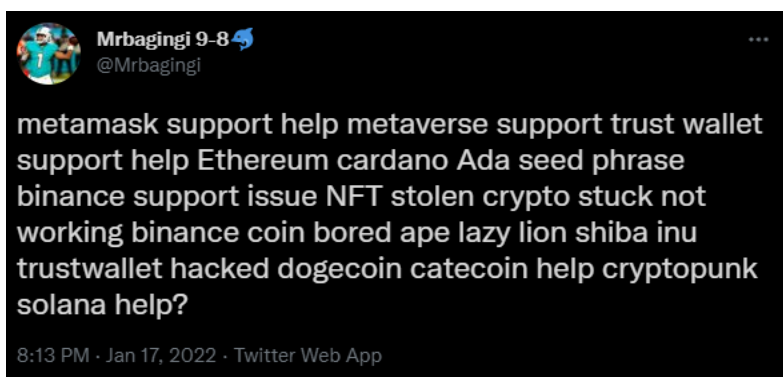 Mrbagingi 9-8🐬
@Mrbagingi
metamask support help metaverse support trust wallet
support help Ethereum cardano Ada seed phrase
binance support issue NFT stolen crypto stuck not
working binance coin bored ape lazy lion shiba inu
trustwallet hacked dogecoin catecoin help cryptopunk
solana help?
8:13 PM · Jan 17, 2022 · Twitter Web App